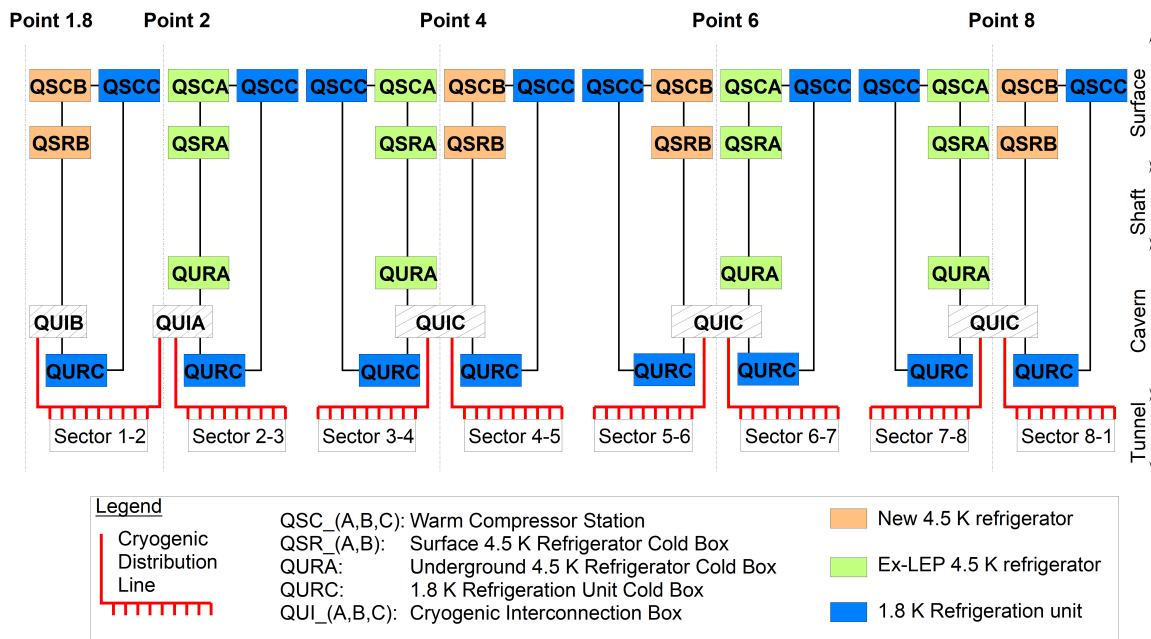 Point 1.8 Point 2 Point 4 Point 6 Point 8
QSCB QSCC QSCA QSCC QSCC QSCA QSCB QSCC QSCC QSCB QSCA QSCC QSCC QSCA QSCB QSCC
Surface
QSRB QSRA QSRA QSRB QSRB QSRA QSRA QSRB
Shaft
QURA QURA QURA QURA
Cavern
QUIB QUIA QUIC QUIC QUIC
QURC QURC QURC QURC QURC QURC QURC QURC
Tunnel
Sector 1-2 Sector 2-3 Sector 3-4 Sector 4-5 Sector 5-6 Sector 6-7 Sector 7-8 Sector 8-1
Legend
Cryogenic
Distribution
Line
QSC_(A,B,C): Warm Compressor Station
QSR_(A,B): Surface 4.5 K Refrigerator Cold Box
QURA: Underground 4.5 K Refrigerator Cold Box
QURC: 1.8 K Refrigeration Unit Cold Box
QUI_(A,B,C): Cryogenic Interconnection Box
New 4.5 K refrigerator
Ex-LEP 4.5 K refrigerator
1.8 K Refrigeration unit